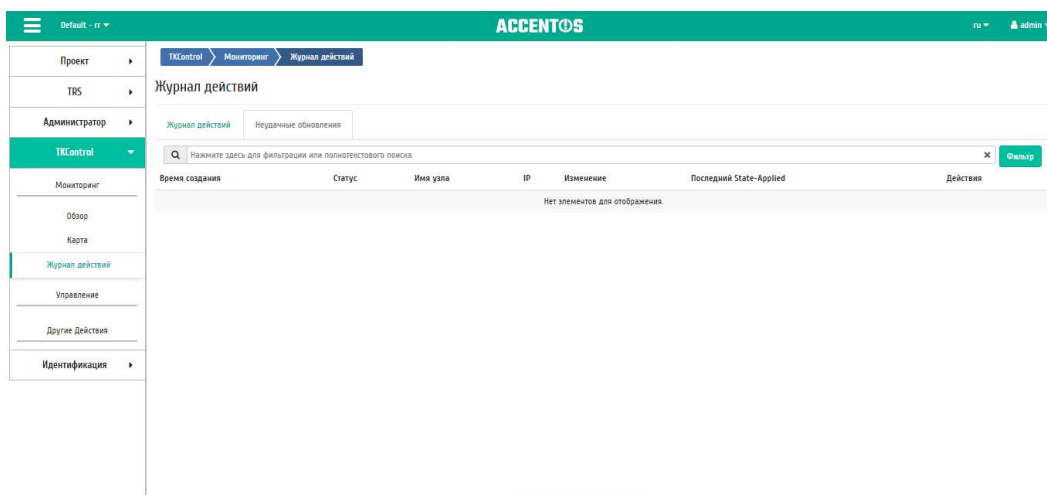 Default - rr
ACCENTOS
ru
admin
Проект
TRS
Администратор
TKControl
Мониторинг
Обзор
Карта
Журнал действий
Управление
Другие Действия
Идентификация
TKControl Мониторинг Журнал действий
Журнал действий
Журнал действий Неудачные обновления
Нажмите здесь для фильтрации или полнотекстового поиска. Фильтр
Время создания Статус Имя узла IP Изменение Последний State-Applied Действия
Нет элементов для отображения.